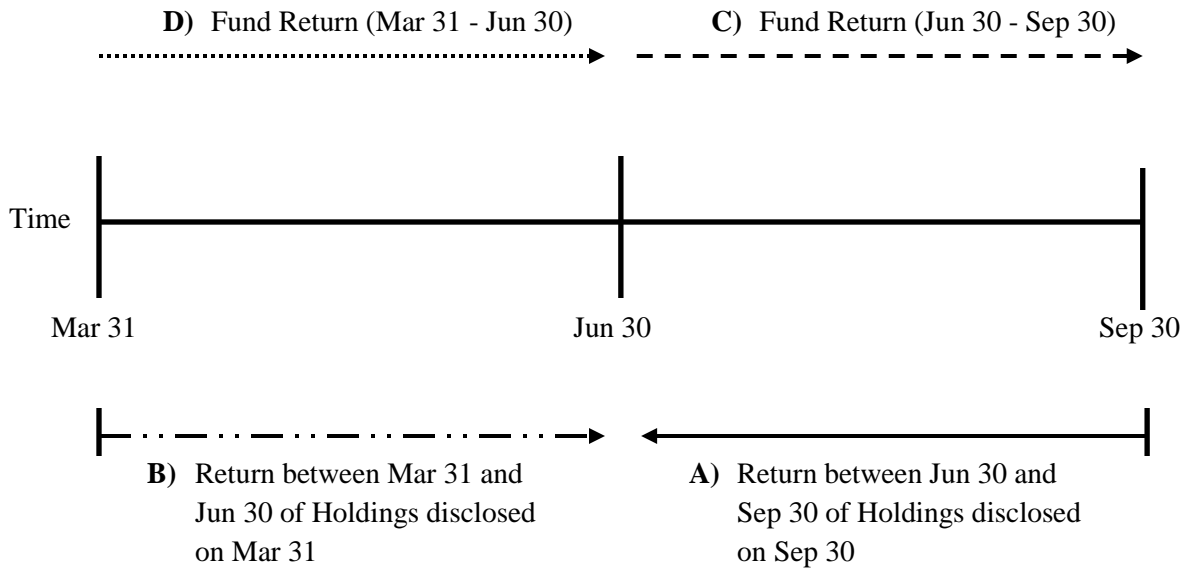 D) Fund Return (Mar 31 - Jun 30)
C) Fund Return (Jun 30 - Sep 30)
Time
Mar 31
Jun 30
Sep 30
B) Return between Mar 31 and
Jun 30 of Holdings disclosed
on Mar 31
A) Return between Jun 30 and
Sep 30 of Holdings disclosed
on Sep 30